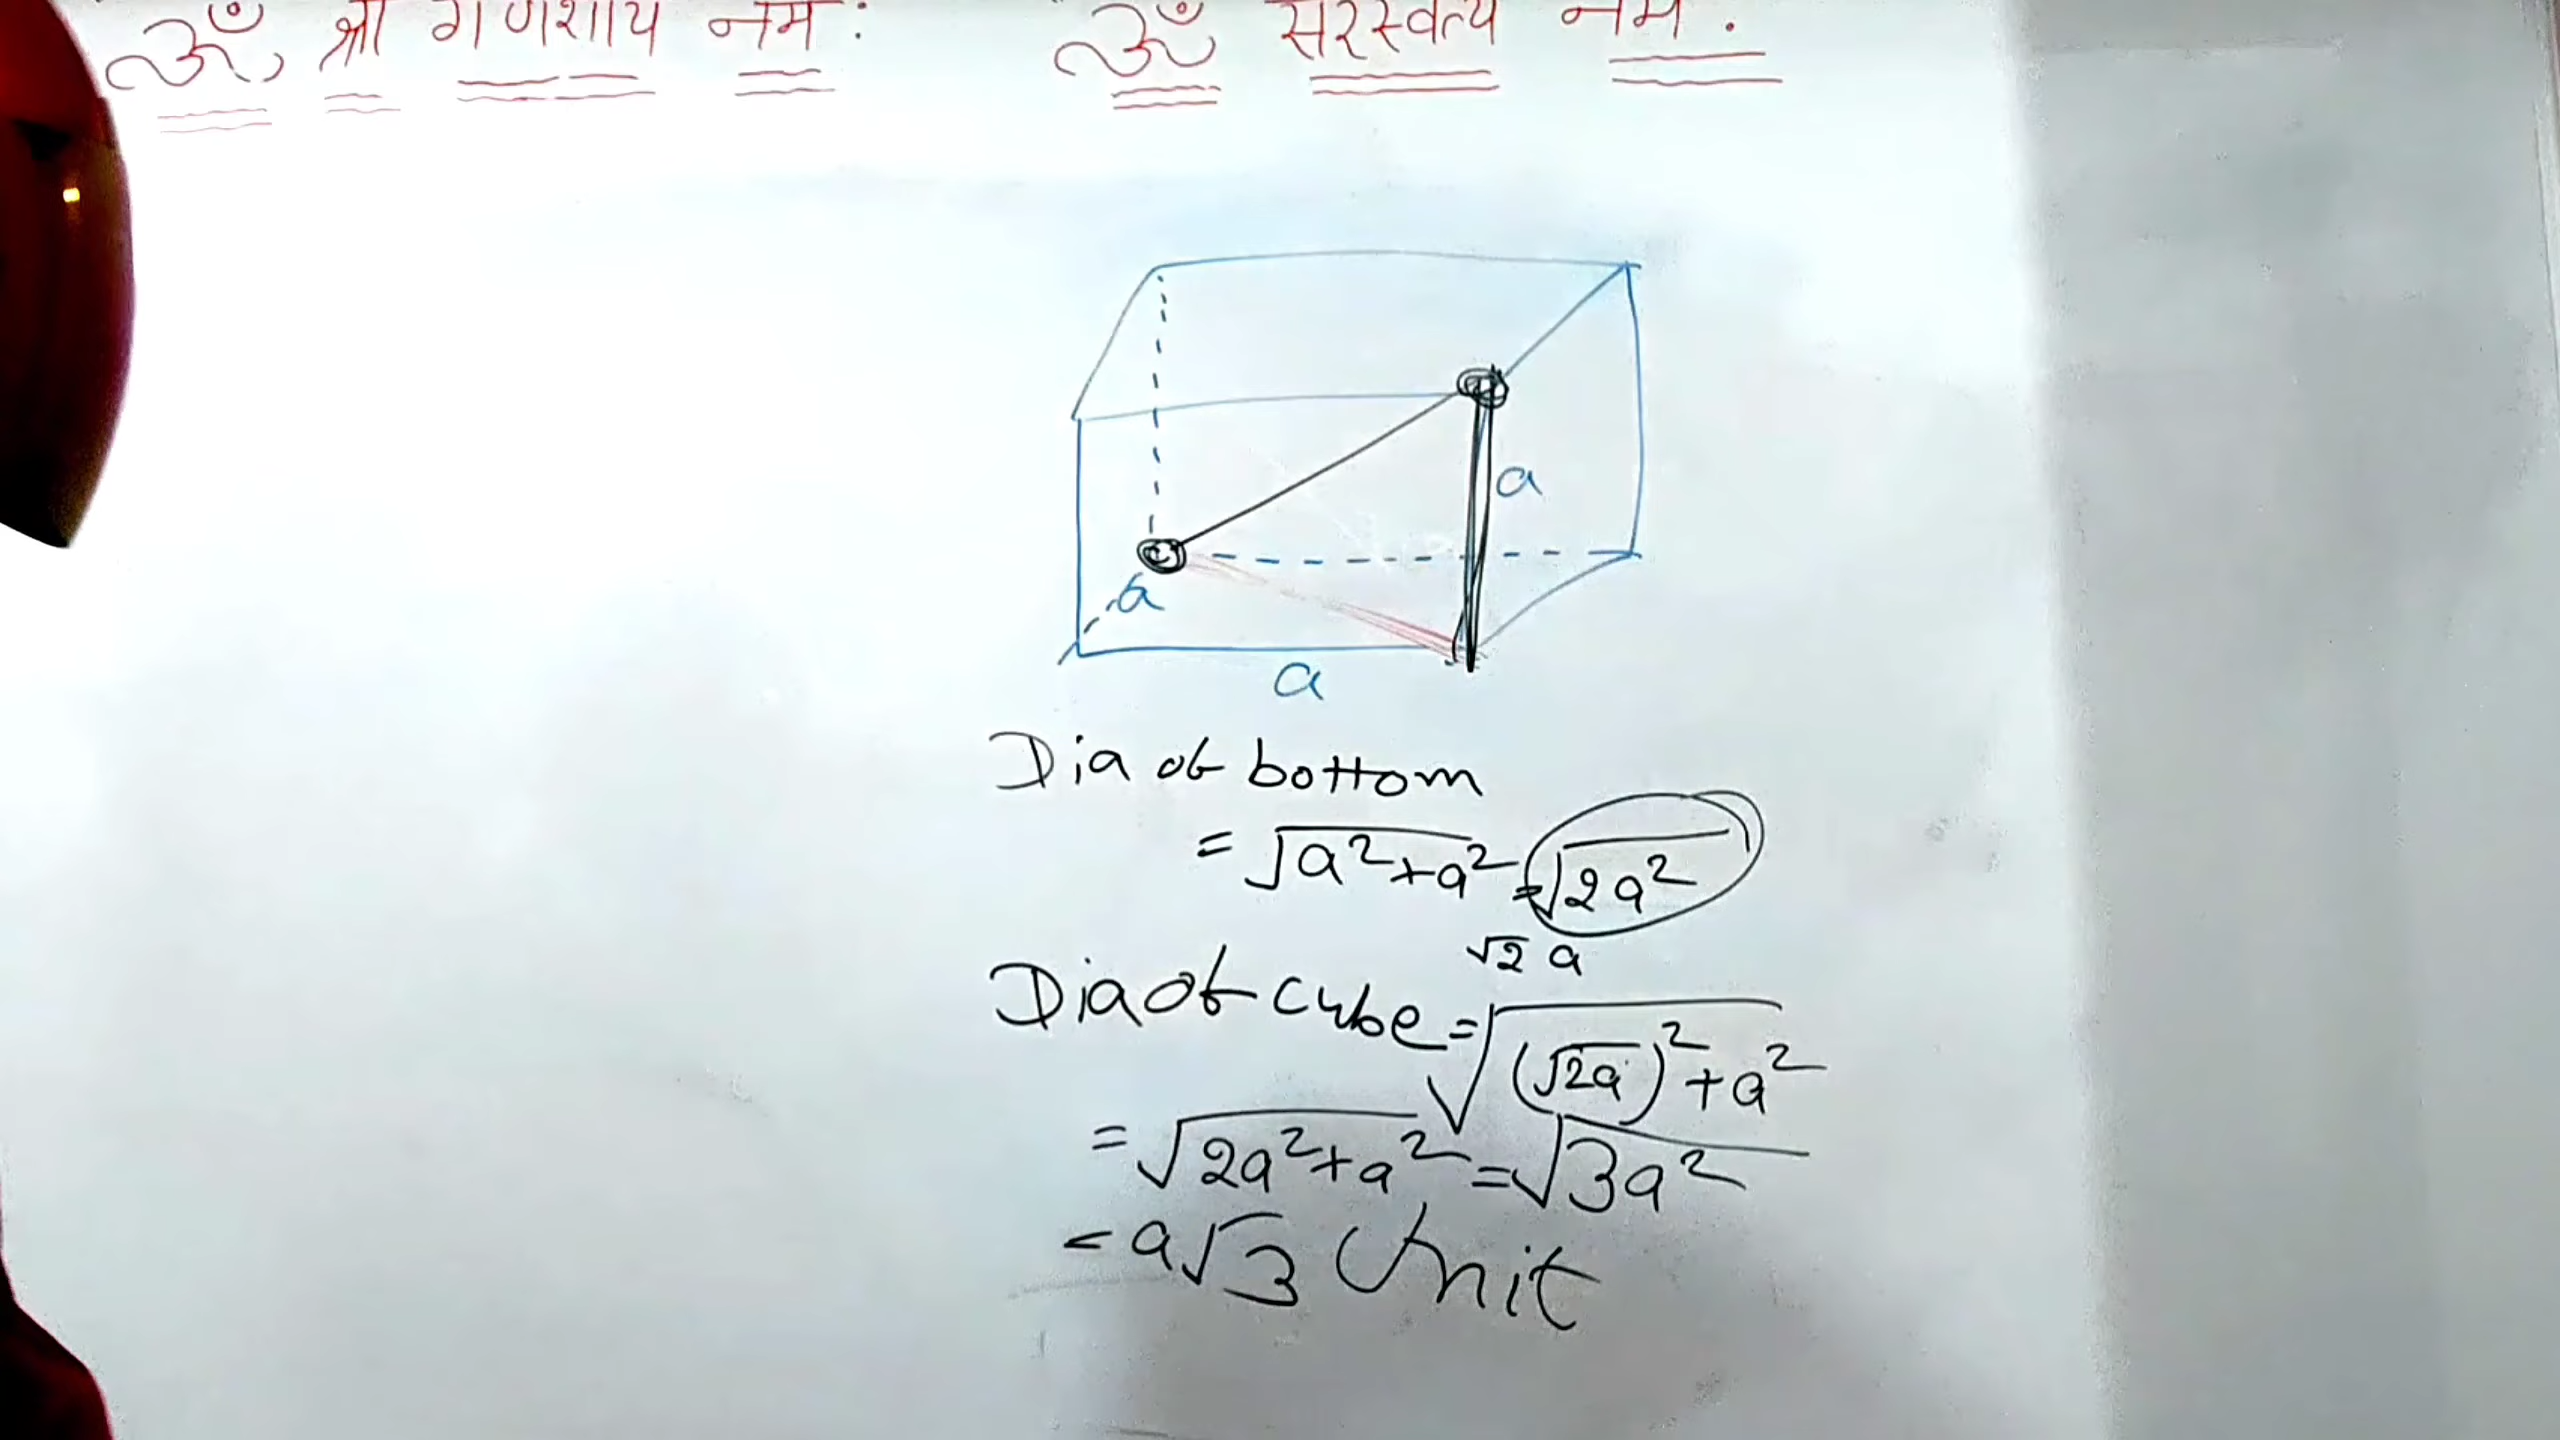 ॐ श्री गणेशाय नमः ॐ सरस्वत्यै नमः
a
a
a
Dia of bottom
= √a²+a² = √2a²
√2 a
Dia of cube = √(√2a)²+a²
= √2a²+a² = √3a²
= a√3 Unit